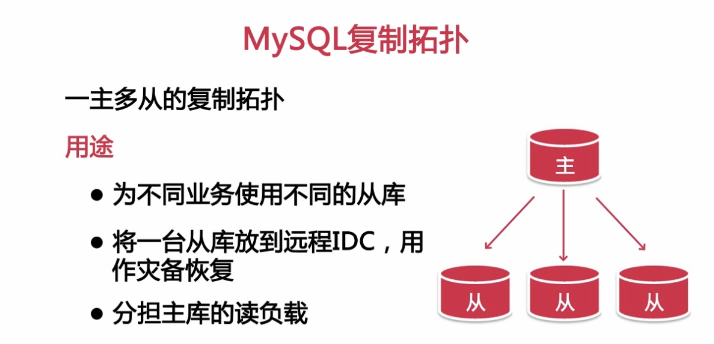 MySQL复制拓扑
一主多从的复制拓扑
用途
● 为不同业务使用不同的从库
● 将一台从库放到远程IDC，用
作灾备恢复
● 分担主库的读负载
主
从 从 从